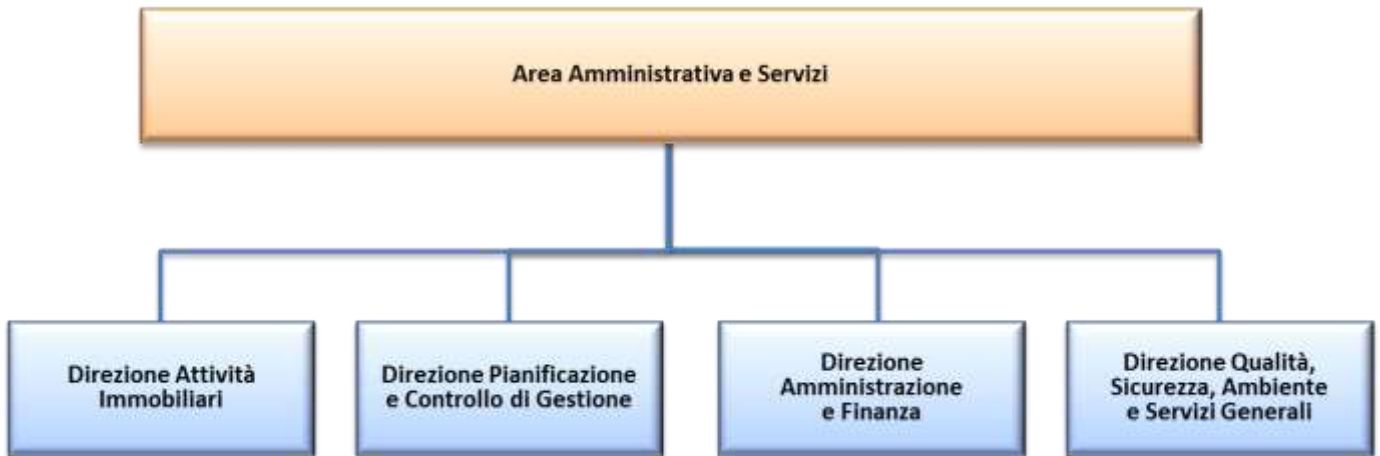 Area Amministrativa e Servizi
Direzione Attività
Immobiliari
Direzione Pianificazione
e Controllo di Gestione
Direzione
Amministrazione
e Finanza
Direzione Qualità,
Sicurezza, Ambiente
e Servizi Generali